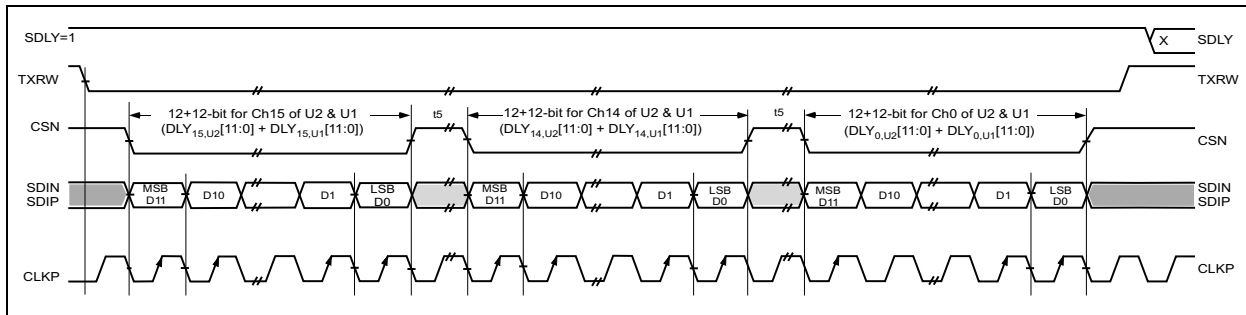 SDLY=1 X SDLY
TXRW TXRW
12+12-bit for Ch15 of U2 & U1 t5 12+12-bit for Ch14 of U2 & U1 t5 12+12-bit for Ch0 of U2 & U1
CSN (DLY15,U2[11:0] + DLY15,U1[11:0]) (DLY14,U2[11:0] + DLY14,U1[11:0]) (DLY0,U2[11:0] + DLY0,U1[11:0]) CSN
SDIN MSB D10 D1 LSB MSB D10 D1 LSB MSB D10 D1 LSB SDIN
SDIP D11 D0 D11 D0 D11 D0 SDIP
CLKP CLKP